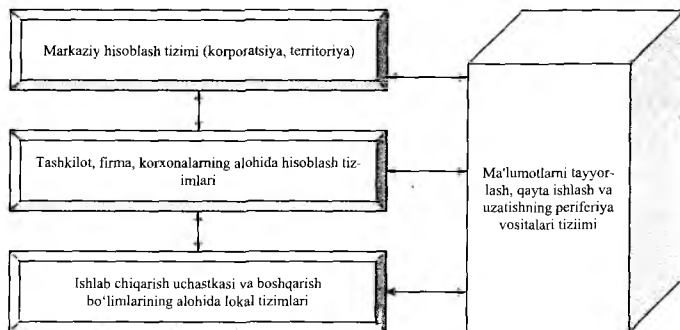 Markaziy hisoblash tizimi (korporatsiya, territoriya)
Tashkilot, firma, korxonalarning alohida hisoblash tiz-
imlari
Ishlab chiqarish uchastkasi va boshqarish
bo‘limlarining alohida lokal tizimlari
Ma'lumotlarni tayyor-
lash, qayta ishlash va
uzatishning periferiya
vositalari tiziimi